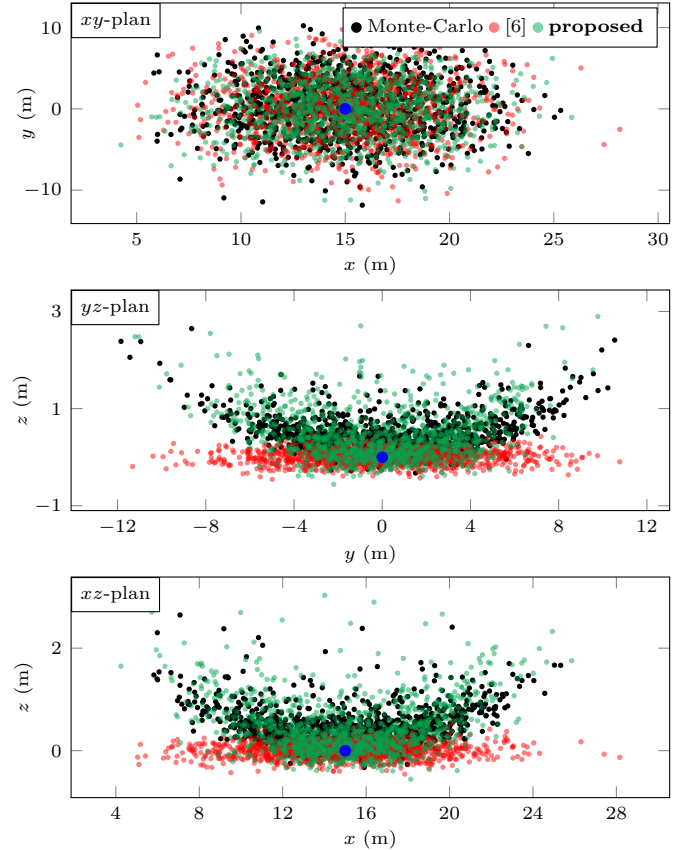 xy-plan
Monte-Carlo [6] proposed
10
0
−10
y (m)
5 10 15 20 25 30
x (m)
yz-plan
3
1
−1
z (m)
−12 −8 −4 0 4 8 12
y (m)
xz-plan
2
0
z (m)
4 8 12 16 20 24 28
x (m)